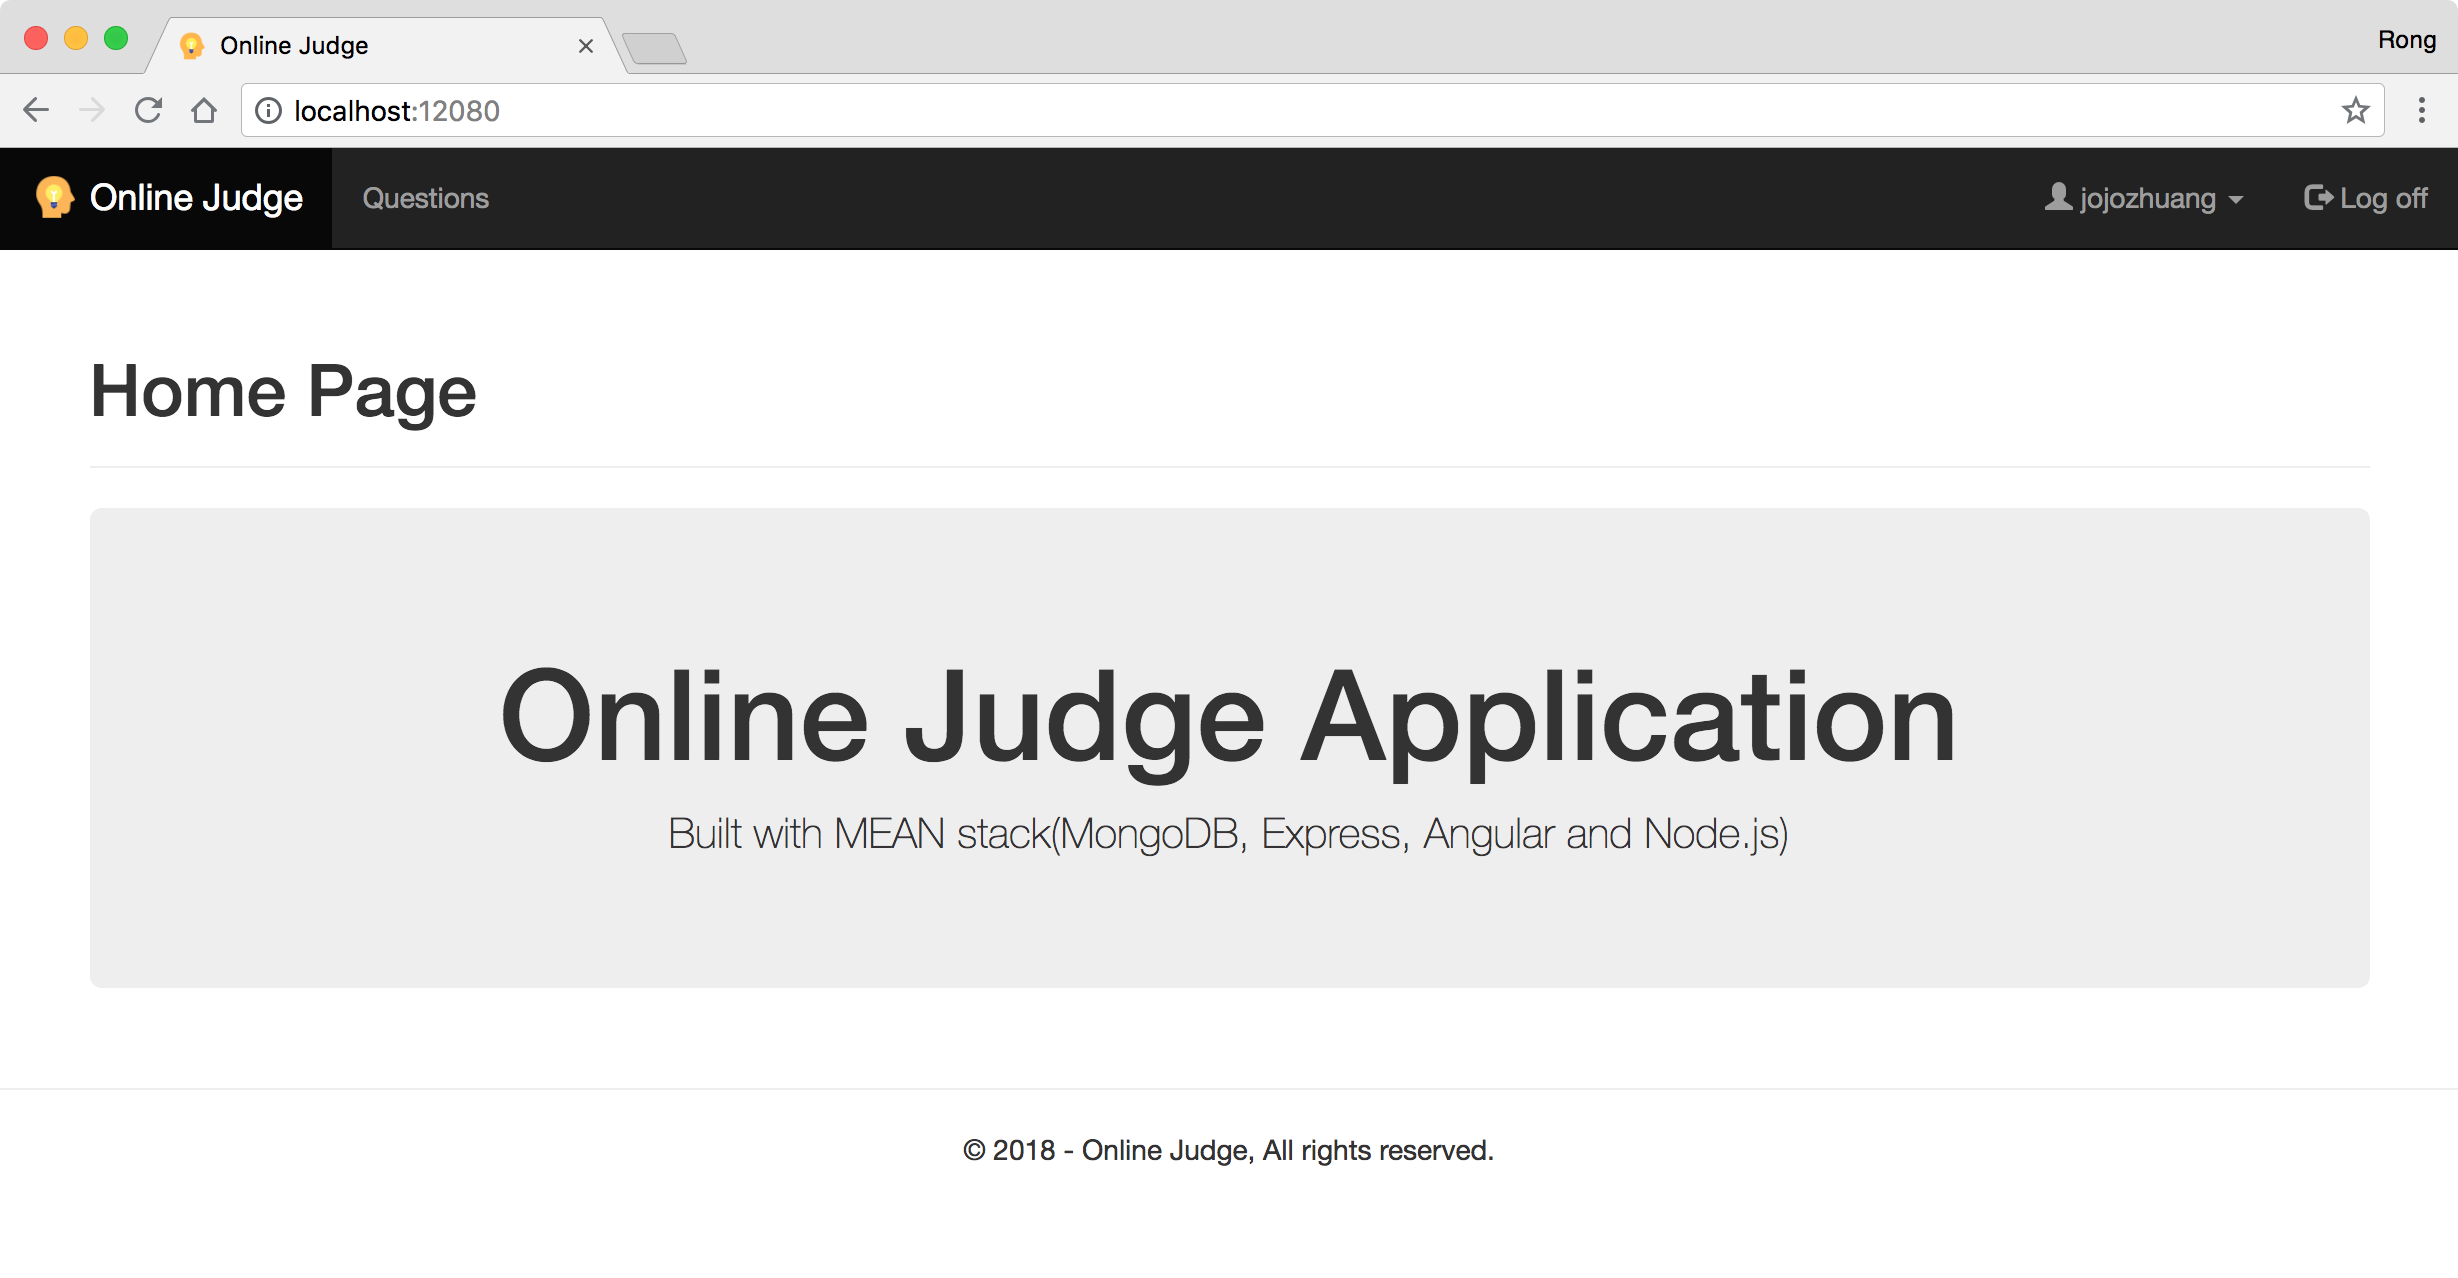 Online Judge
Rong
localhost:12080
Online Judge Questions jojozhuang Log off
Home Page
Online Judge Application
Built with MEAN stack(MongoDB, Express, Angular and Node.js)
© 2018 - Online Judge, All rights reserved.